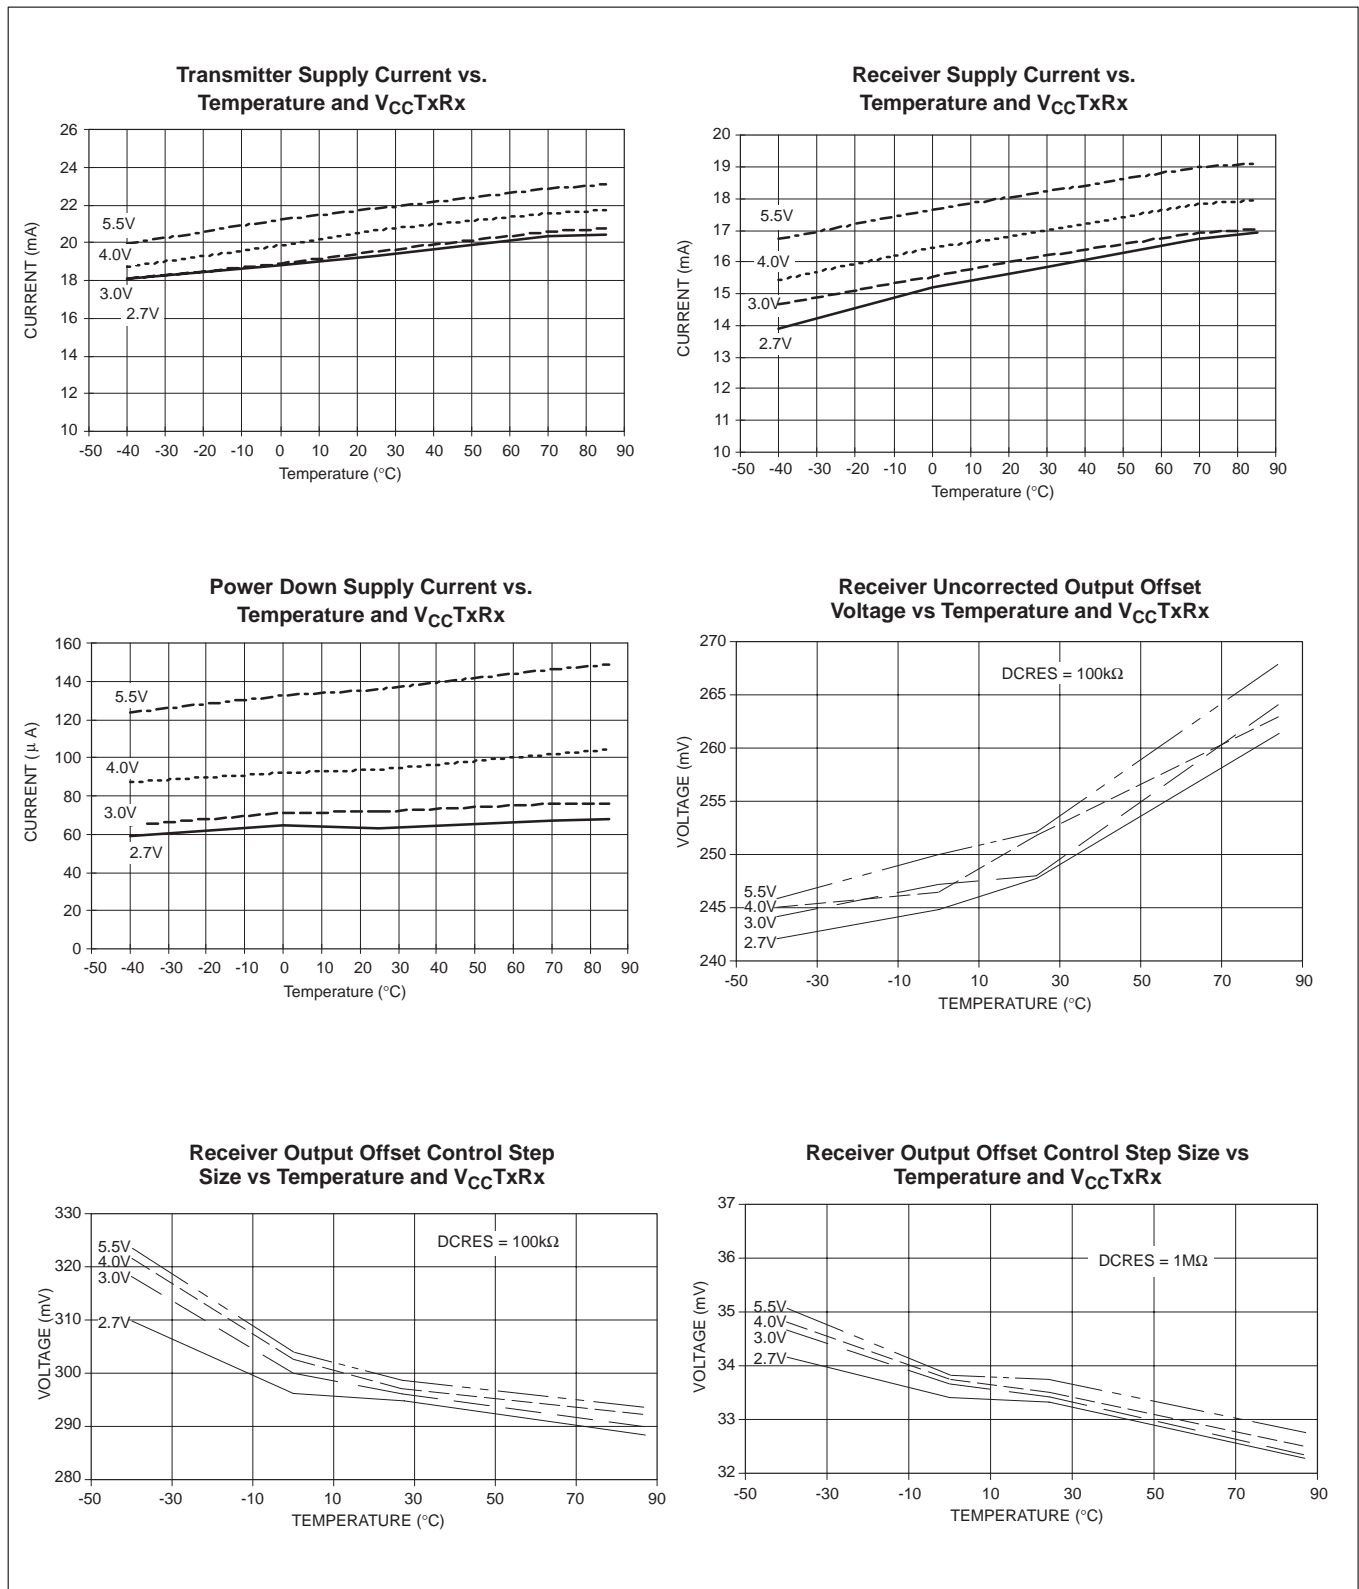 Transmitter Supply Current vs.
Temperature and VCCTxRx
26
24
22
20
18
16
14
12
10
CURRENT (mA)
5.5V
4.0V
3.0V
2.7V
-50 -40 -30 -20 -10 0 10 20 30 40 50 60 70 80 90
Temperature (°C)
Receiver Supply Current vs.
Temperature and VCCTxRx
20
19
18
17
16
15
14
13
12
11
10
CURRENT (mA)
5.5V
4.0V
3.0V
2.7V
-50 -40 -30 -20 -10 0 10 20 30 40 50 60 70 80 90
Temperature (°C)
Power Down Supply Current vs.
Temperature and VCCTxRx
160
140
120
100
80
60
40
20
0
CURRENT (μ A)
5.5V
4.0V
3.0V
2.7V
-50 -40 -30 -20 -10 0 10 20 30 40 50 60 70 80 90
Temperature (°C)
Receiver Uncorrected Output Offset
Voltage vs Temperature and VCCTxRx
270
265
260
255
250
245
240
VOLTAGE (mV)
DCRES = 100kΩ
5.5V
4.0V
3.0V
2.7V
-50 -30 -10 10 30 50 70 90
TEMPERATURE (°C)
Receiver Output Offset Control Step
Size vs Temperature and VCCTxRx
330
320
310
300
290
280
VOLTAGE (mV)
DCRES = 100kΩ
5.5V
4.0V
3.0V
2.7V
-50 -30 -10 10 30 50 70 90
TEMPERATURE (°C)
Receiver Output Offset Control Step Size vs
Temperature and VCCTxRx
37
36
35
34
33
32
VOLTAGE (mV)
DCRES = 1MΩ
5.5V
4.0V
3.0V
2.7V
-50 -30 -10 10 30 50 70 90
TEMPERATURE (°C)